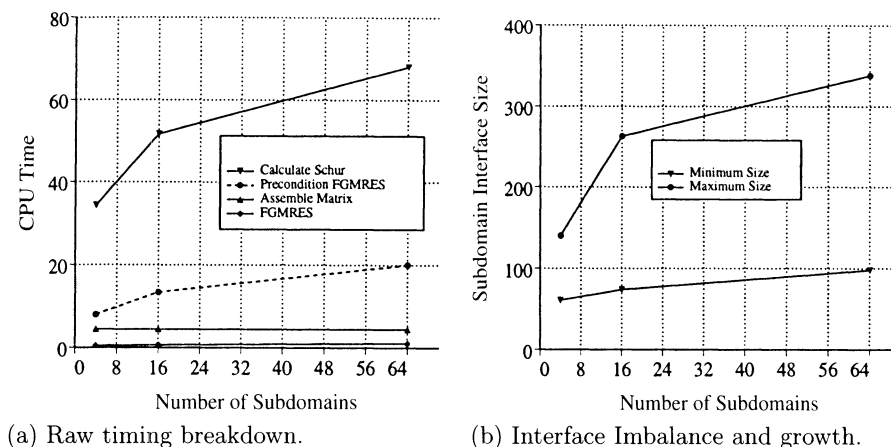 80
60
40
20
0
CPU Time
Calculate Schur
Precondition FGMRES
Assemble Matrix
FGMRES
0 8 16 24 32 40 48 56 64
Number of Subdomains
(a) Raw timing breakdown.
400
300
200
100
0
Subdomain Interface Size
Minimum Size
Maximum Size
0 8 16 24 32 40 48 56 64
Number of Subdomains
(b) Interface Imbalance and growth.